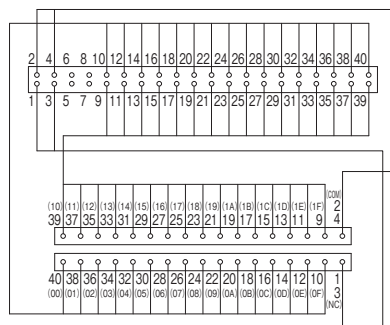 2 4 6 8 10 12 14 16 18 20 22 24 26 28 30 32 34 36 38 40
1 3 5 7 9 11 13 15 17 19 21 23 25 27 29 31 33 35 37 39
(COM)
(10) (11) (12) (13) (14) (15) (16) (17) (18) (19) (1A) (1B) (1C) (1D) (1E) (1F) 2
39 37 35 33 31 29 27 25 23 21 19 17 15 13 11 9 4
40 38 36 34 32 30 28 26 24 22 20 18 16 14 12 10 1
(00) (01) (02) (03) (04) (05) (06) (07) (08) (09) (0A) (0B) (0C) (0D) (0E) (0F) 3
(NC)